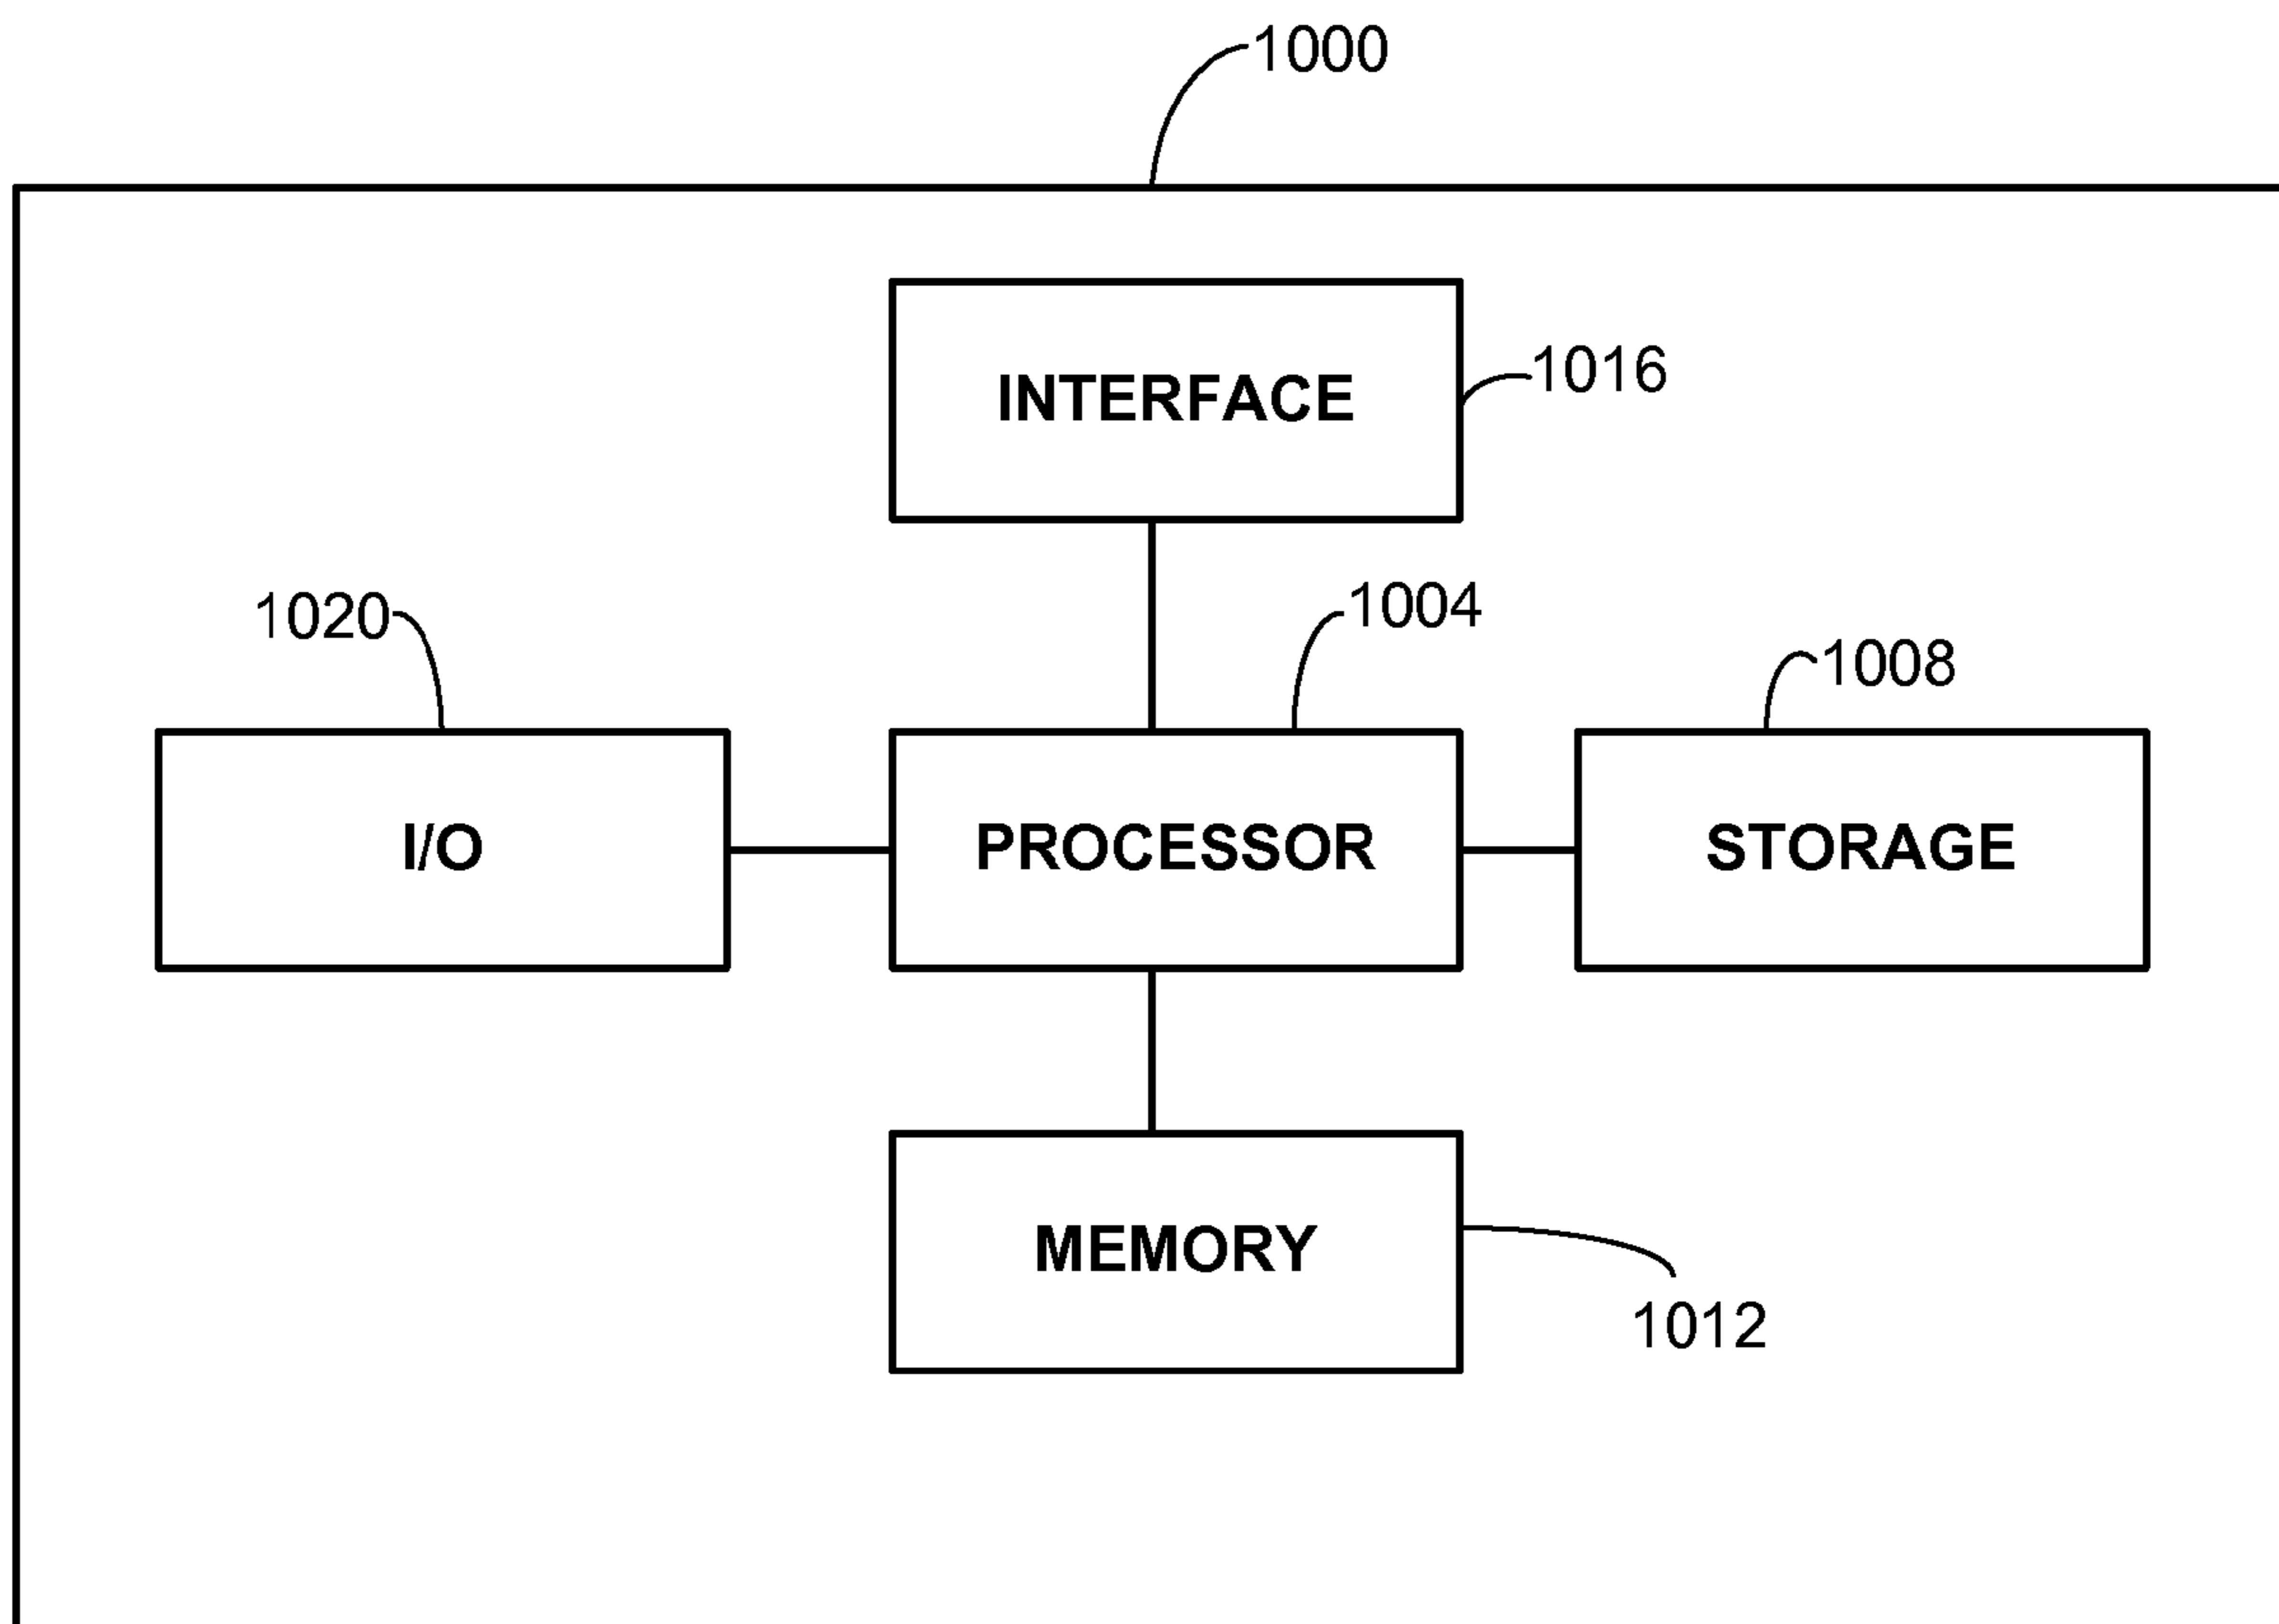 1000
INTERFACE
1016
1020
1004
1008
I/O
PROCESSOR
STORAGE
MEMORY
1012